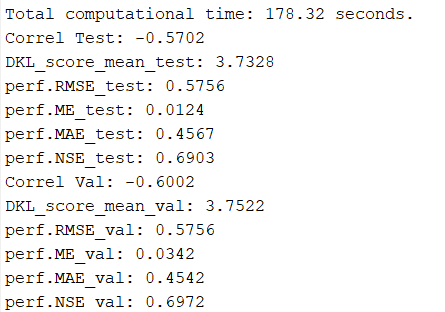 Total computational time: 178.32 seconds.
Correl Test: -0.5702
DKL_score_mean_test: 3.7328
perf.RMSE_test: 0.5756
perf.ME_test: 0.0124
perf.MAE_test: 0.4567
perf.NSE_test: 0.6903
Correl Val: -0.6002
DKL_score_mean_val: 3.7522
perf.RMSE_val: 0.5756
perf.ME_val: 0.0342
perf.MAE_val: 0.4542
perf.NSE val: 0.6972